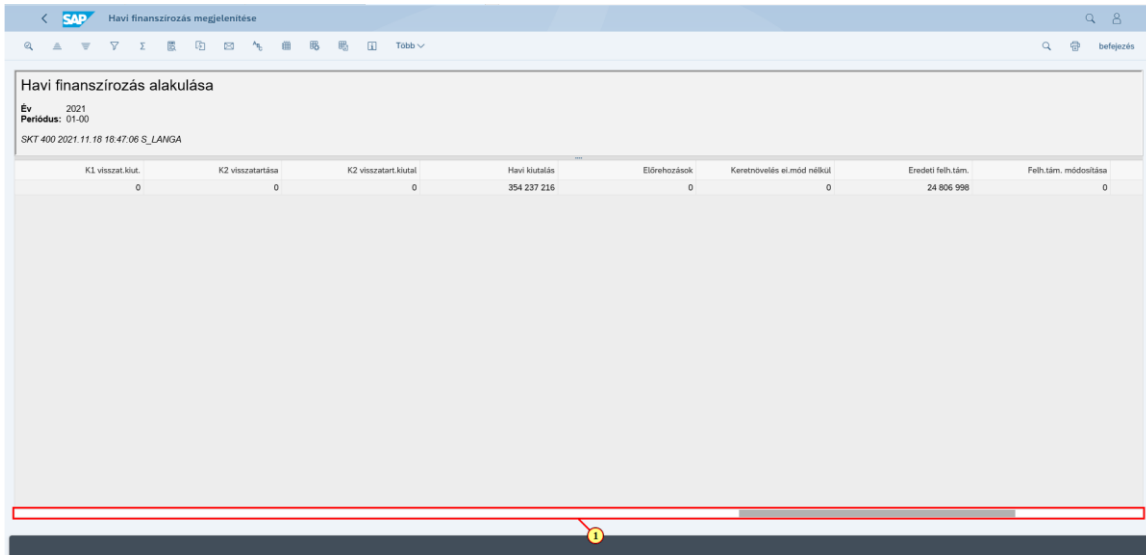 SAP Havi finanszírozás megjelenítése
Több befejezés
Havi finanszírozás alakulása
Év 2021
Periódus: 01-00
SKT 400 2021.11.18 18:47:06 S_LANGA
K1 visszat.kiut. K2 visszatartása K2 visszatart.kiutal Havi kiutalás Előrehozások Keretnövelés ei.mód nélkül Eredeti felh.tám. Felh.tám. módosítása
0 0 0 354 237 216 0 0 24 806 998 0
1